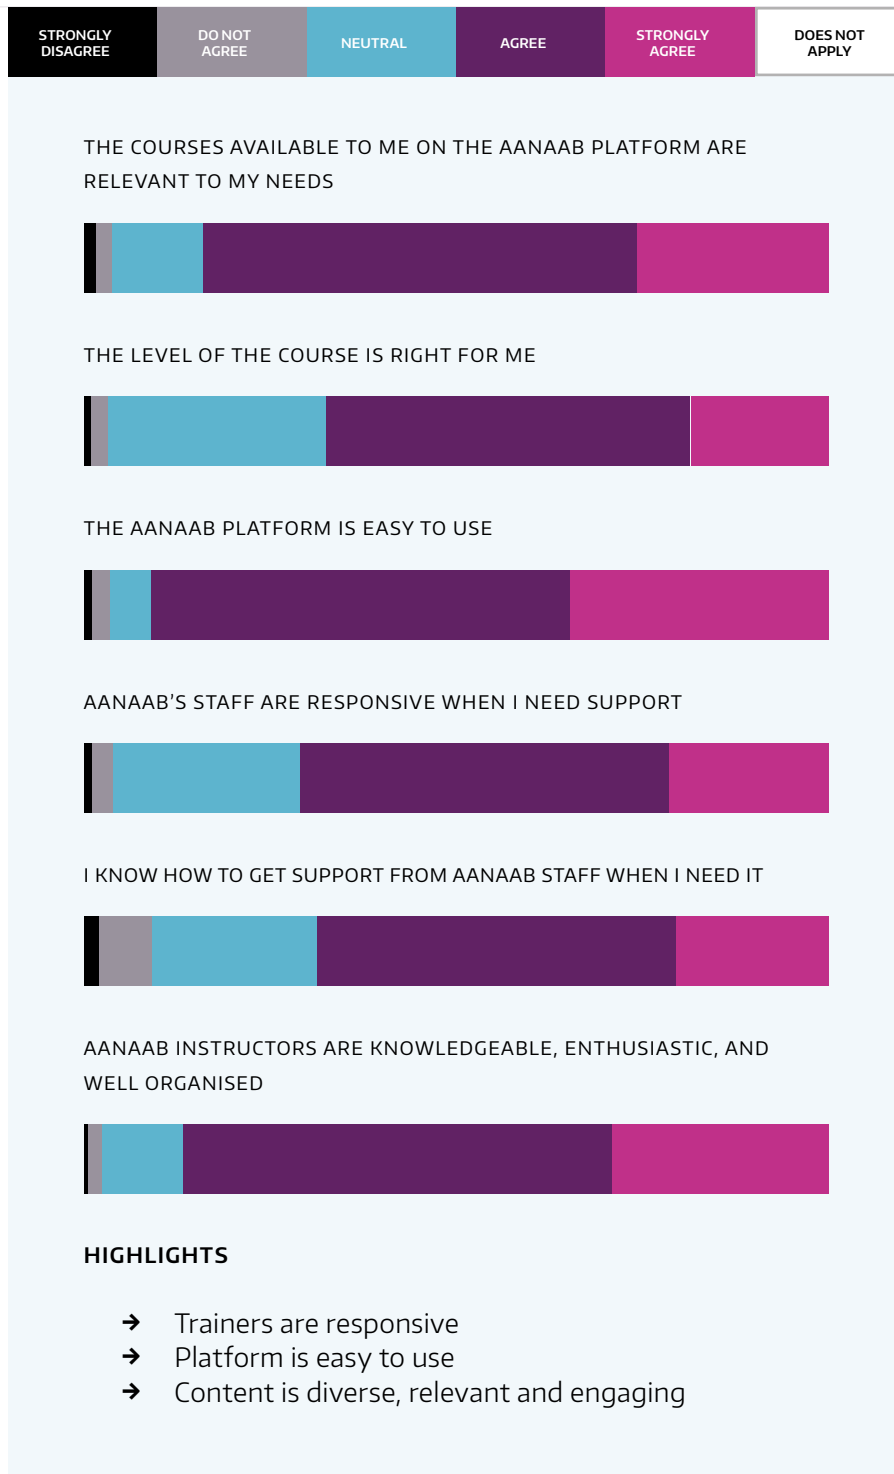 STRONGLY
DISAGREE
DO NOT
AGREE
NEUTRAL
AGREE
STRONGLY
AGREE
DOES NOT
APPLY
THE COURSES AVAILABLE TO ME ON THE AANAAB PLATFORM ARE
RELEVANT TO MY NEEDS
THE LEVEL OF THE COURSE IS RIGHT FOR ME
THE AANAAB PLATFORM IS EASY TO USE
AANAAB’S STAFF ARE RESPONSIVE WHEN I NEED SUPPORT
I KNOW HOW TO GET SUPPORT FROM AANAAB STAFF WHEN I NEED IT
AANAAB INSTRUCTORS ARE KNOWLEDGEABLE, ENTHUSIASTIC, AND
WELL ORGANISED
HIGHLIGHTS
→ Trainers are responsive
→ Platform is easy to use
→ Content is diverse, relevant and engaging